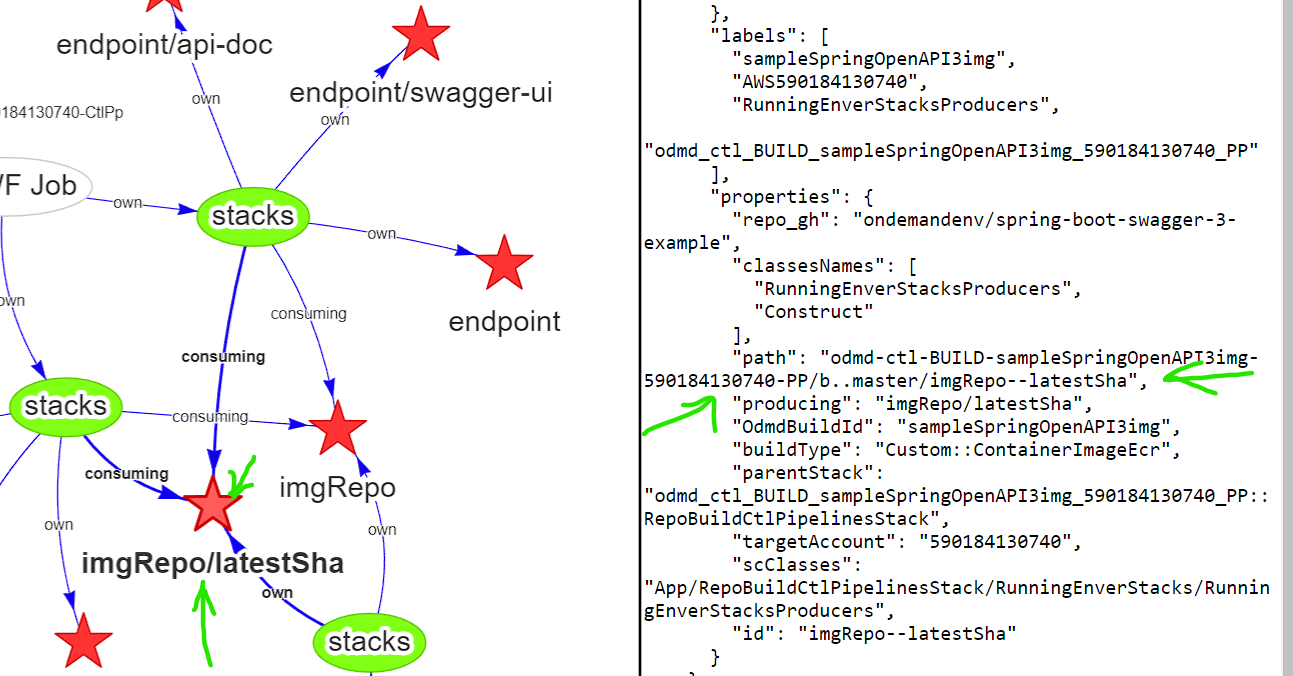 endpoint/api-doc
own
endpoint/swagger-ui
own
184130740-CtlPp
/F Job
own
stacks
own
endpoint
own
consuming
consuming
stacks
consuming
consuming
imgRepo
own
own
imgRepo/latestSha
own
stacks
},
"labels": [
"sampleSpringOpenAPI3img",
"AWS590184130740",
"RunningEnverStacksProducers",
"odmd_ctl_BUILD_sampleSpringOpenAPI3img_590184130740_PP"
],
"properties": {
"repo_gh": "ondemandenv/spring-boot-swagger-3-
example",
"classesNames": [
"RunningEnverStacksProducers",
"Construct"
],
"path": "odmd-ctl-BUILD-sampleSpringOpenAPI3img-
590184130740-PP/b..master/imgRepo--latestSha",
"producing": "imgRepo/latestSha",
"OdmdBuildId": "sampleSpringOpenAPI3img",
"buildType": "Custom::ContainerImageEcr",
"parentStack":
"odmd_ctl_BUILD_sampleSpringOpenAPI3img_590184130740_PP::
RepoBuildCtlPipelinesStack",
"targetAccount": "590184130740",
"scClasses":
"App/RepoBuildCtlPipelinesStack/RunningEnverStacks/Runnin
gEnverStacksProducers",
"id": "imgRepo--latestSha"
}